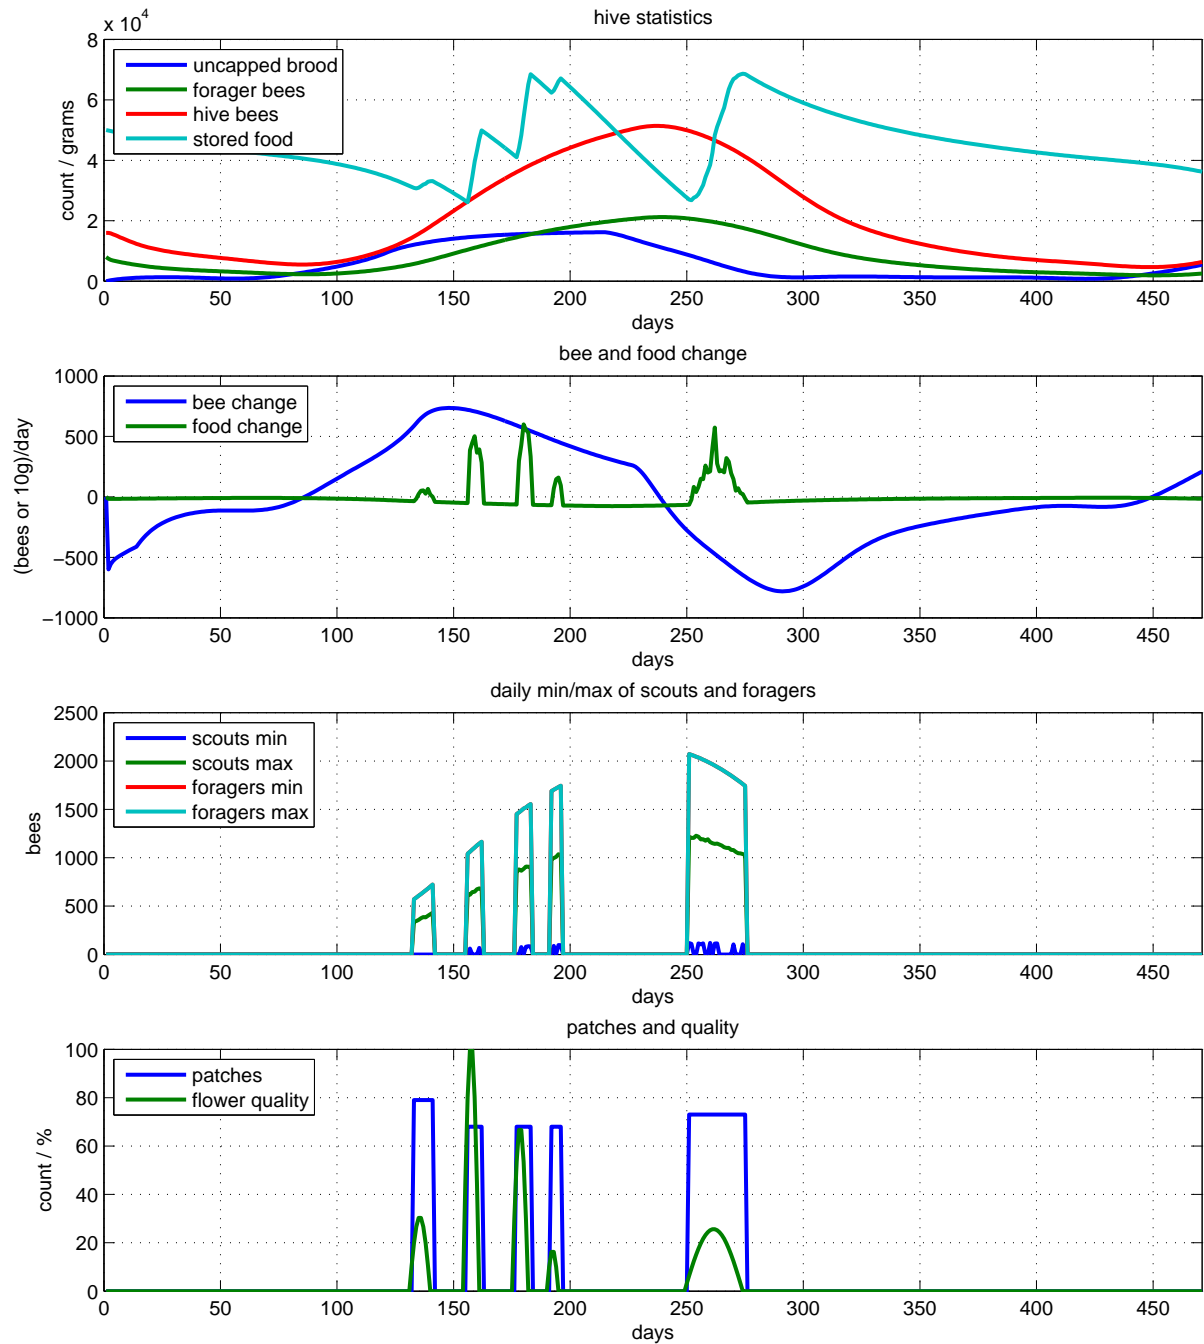 hive statistics
x 10^4
8
6
4
2
0
count / grams
uncapped brood
forager bees
hive bees
stored food
0 50 100 150 200 250 300 350 400 450
days
bee and food change
1000
500
0
−500
−1000
(bees or 10g)/day
bee change
food change
0 50 100 150 200 250 300 350 400 450
days
daily min/max of scouts and foragers
2500
2000
1500
1000
500
0
bees
scouts min
scouts max
foragers min
foragers max
0 50 100 150 200 250 300 350 400 450
days
patches and quality
100
80
60
40
20
0
count / %
patches
flower quality
0 50 100 150 200 250 300 350 400 450
days